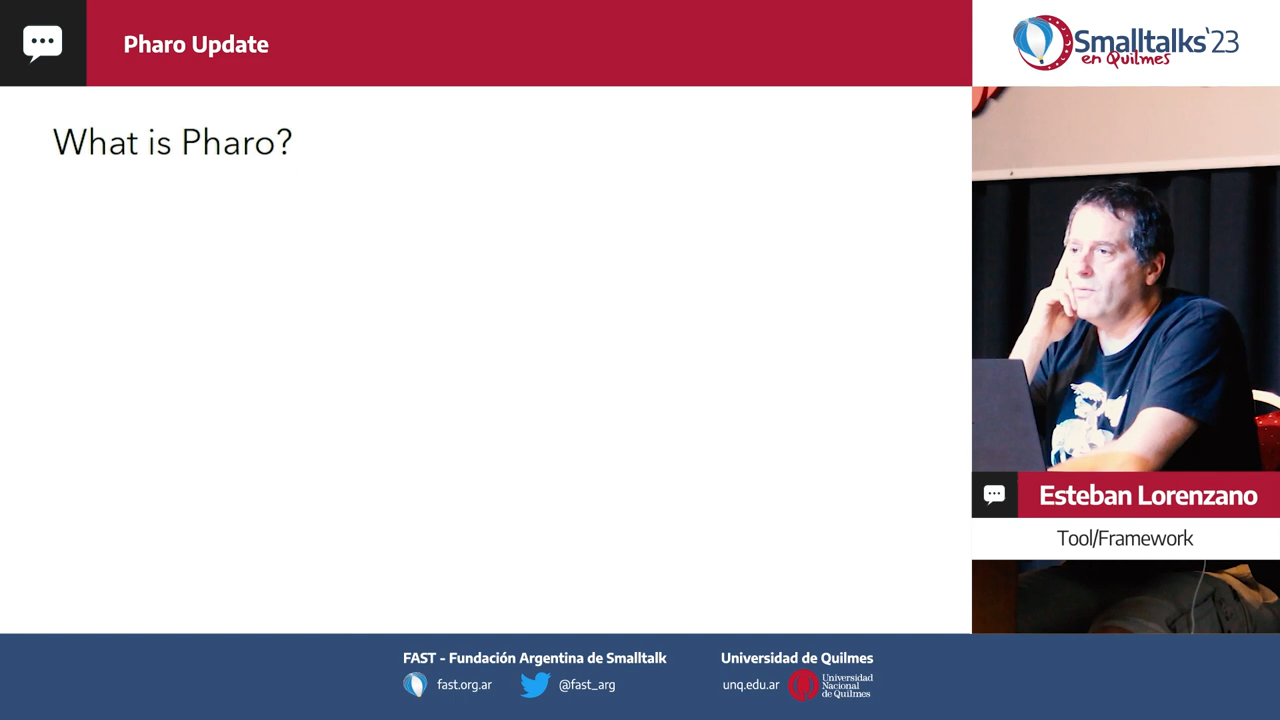 Pharo Update
Smalltalks'23
en Quilmes
What is Pharo?
Esteban Lorenzano
Tool/Framework
FAST - Fundación Argentina de Smalltalk
fast.org.ar
@fast_arg
Universidad de Quilmes
unq.edu.ar
Universidad
Nacional
de Quilmes